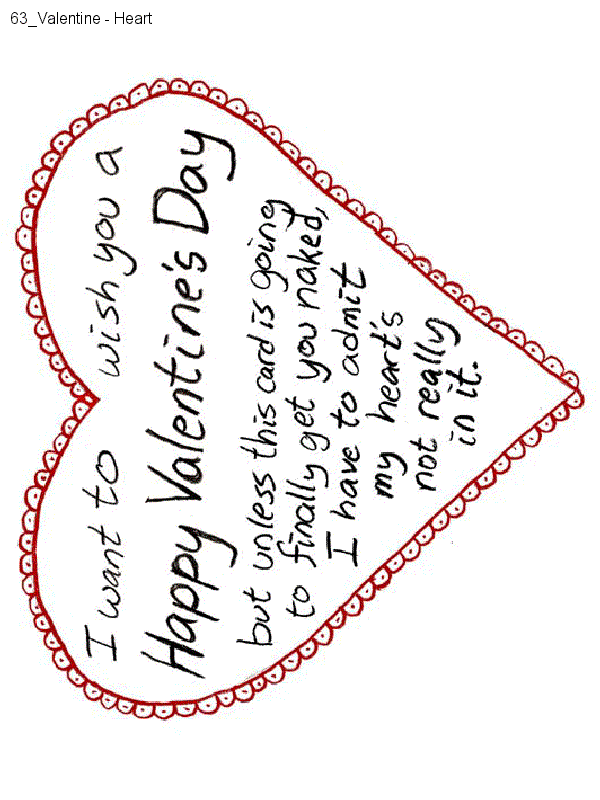 63_Valentine - Heart
I want to wish you a
Happy Valentine's Day
but unless this card is going
to finally get you naked,
I have to admit
my heart's
not really
in it.